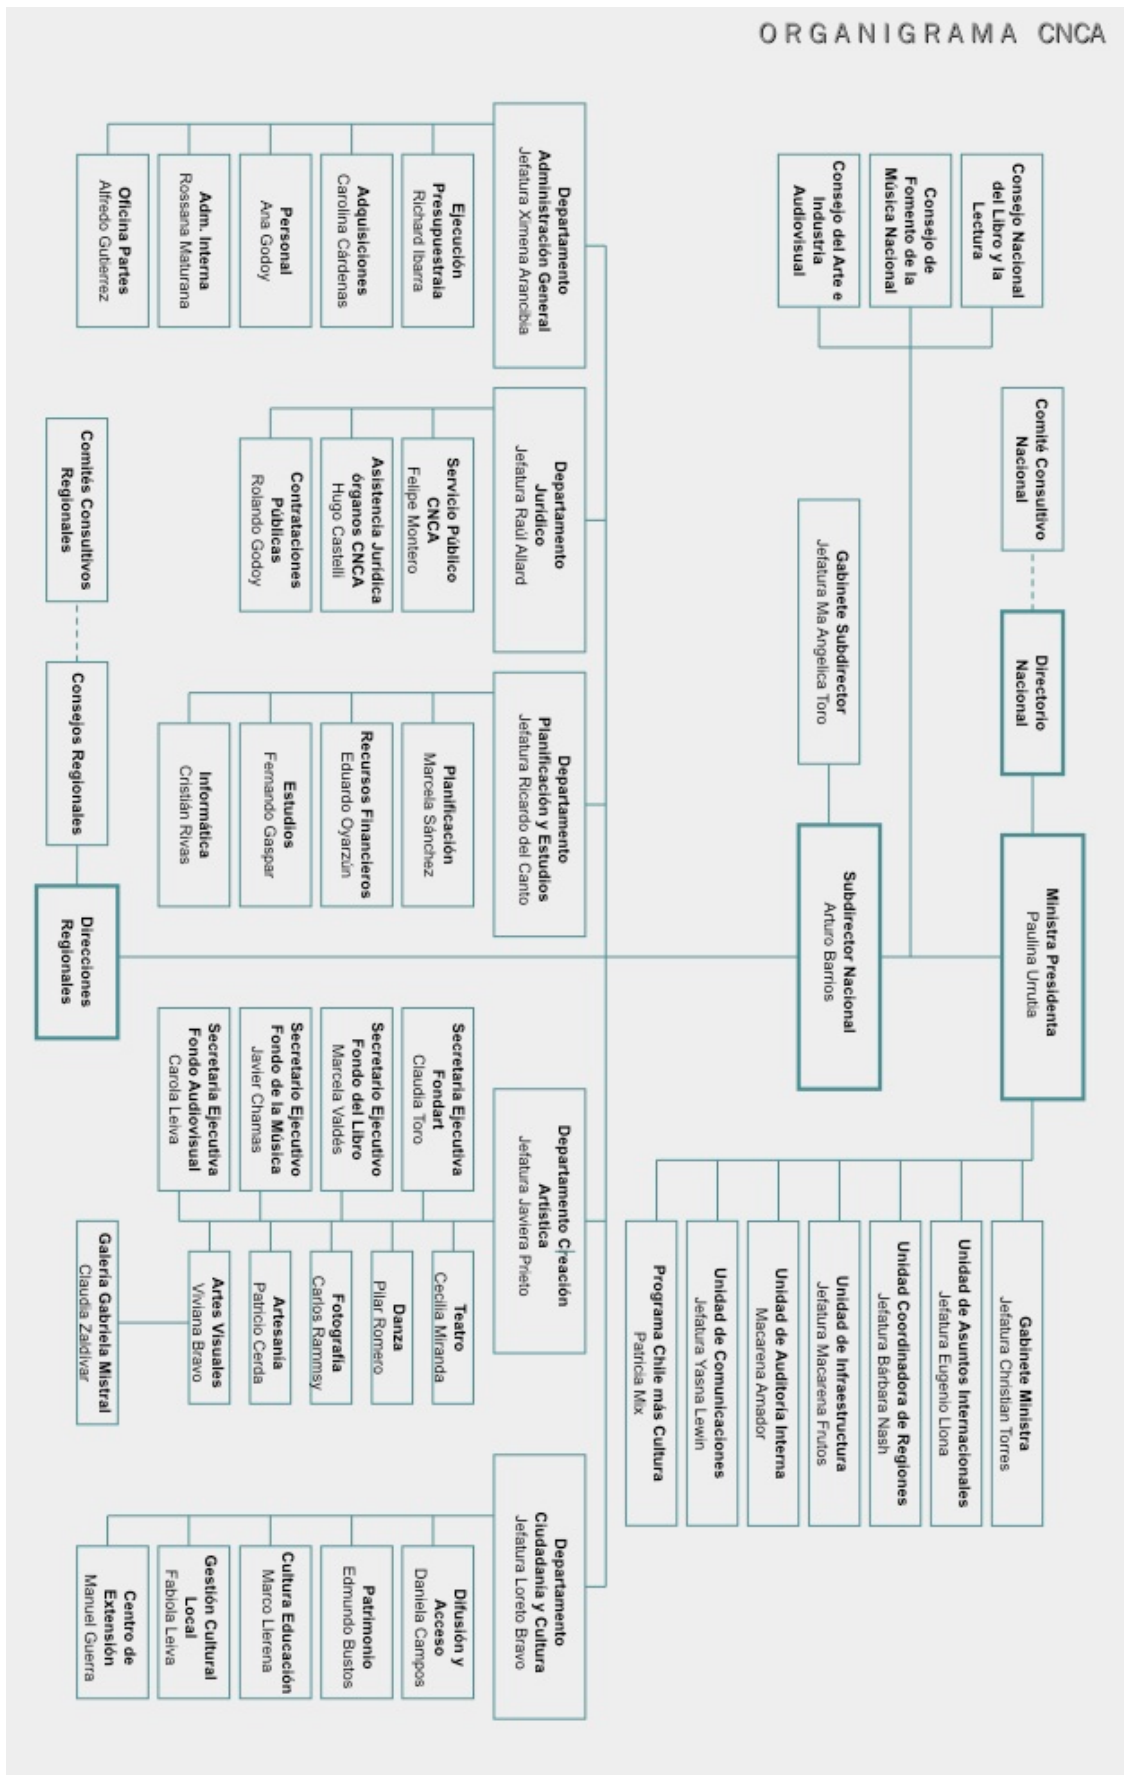 ORGANIGRAMA CNCA
Comité Consultivo
Nacional
Directorio
Nacional
Ministra Presidenta
Paulina Urrutia
Consejo Nacional
del Libro y la
Lectura
Consejo de
Fomento de la
Música Nacional
Consejo del Arte e
Industria
Audiovisual
Gabinete Ministra
Jefatura Christian Torres
Unidad de Asuntos Internacionales
Jefatura Eugenio Llona
Unidad Coordinadora de Regiones
Jefatura Bárbara Nash
Unidad de Infraestructura
Jefatura Macarena Frutos
Unidad de Auditoría Interna
Macarena Amador
Unidad de Comunicaciones
Jefatura Yasna Lewin
Programa Chile más Cultura
Patricia Mix
Gabinete Subdirector
Jefatura Ma Angelica Toro
Subdirector Nacional
Arturo Barrios
Departamento
Administración General
Jefatura Ximena Arancibia
Ejecución
Presupuestraia
Richard Ibarra
Adquisiciones
Carolina Cárdenas
Personal
Ana Godoy
Adm. Interna
Rossana Maturana
Oficina Partes
Alfredo Gutierrez
Departamento
Jurídico
Jefatura Raúl Allard
Servicio Público
CNCA
Felipe Montero
Asistencia Jurídica
órganos CNCA
Hugo Castelli
Contrataciones
Públicas
Rolando Godoy
Departamento
Planificación y Estudios
Jefatura Ricardo del Canto
Planificación
Marcela Sánchez
Recursos Financieros
Eduardo Oyarzún
Estudios
Fernando Gaspar
Informática
Cristián Rivas
Departamento Creación
Artística
Jefatura Javiera Prieto
Secretaria Ejecutiva
Fondart
Claudia Toro
Secretario Ejecutivo
Fondo del Libro
Marcela Valdés
Secretario Ejecutivo
Fondo de la Música
Javier Chamas
Secretaria Ejecutiva
Fondo Audiovisual
Carola Leiva
Teatro
Cecilia Miranda
Danza
Pilar Romero
Fotografía
Carlos Rammsy
Artesanía
Patricio Cerda
Artes Visuales
Viviana Bravo
Galería Gabriela Mistral
Claudia Zaldívar
Departamento
Ciudadanía y Cultura
Jefatura Loreto Bravo
Difusión y
Acceso
Daniela Campos
Patrimonio
Edmundo Bustos
Cultura Educación
Marco Llerena
Gestión Cultural
Local
Fabiola Leiva
Centro de
Extensión
Manuel Guerra
Comités Consultivos
Regionales
Consejos Regionales
Direcciones
Regionales